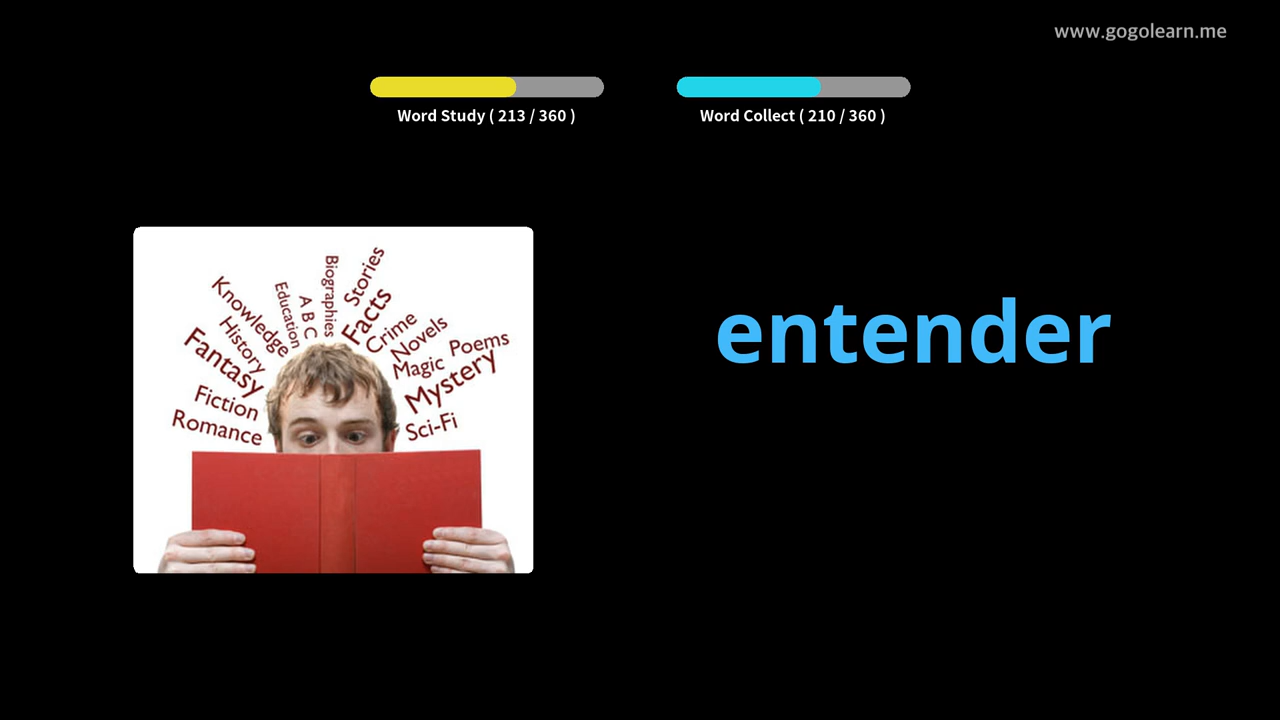 www.gogolearn.me
Word Study ( 213 / 360 )
Word Collect ( 210 / 360 )
Biographies
Stories
Education
A B C
Facts
Knowledge
Crime
History
Novels
Fantasy
Magic
Poems
Mystery
Fiction
Romance
Sci-Fi
entender